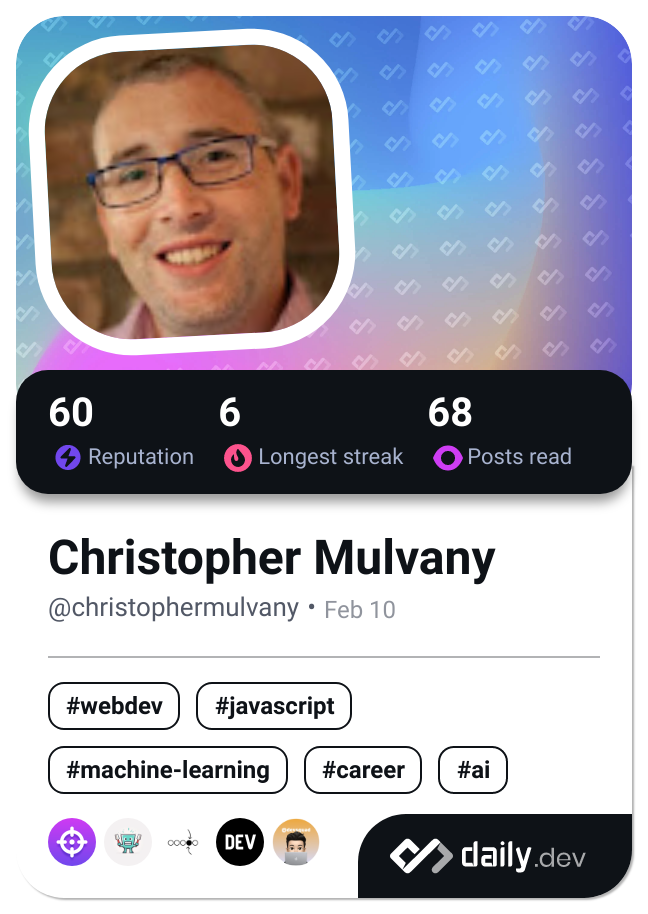 60 6 68
Reputation Longest streak Posts read
Christopher Mulvany
@christophermulvany • Feb 10
#webdev #javascript
#machine-learning #career #ai
DEV
daily.dev